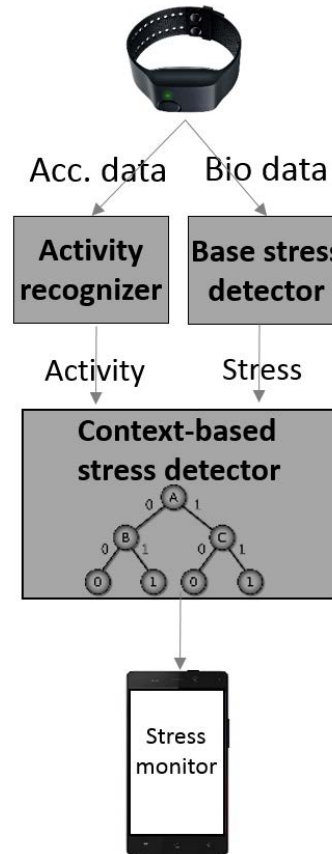 Acc. data Bio data
Activity
recognizer
Base stress
detector
Activity Stress
Context-based
stress detector
A
0 1
B C
0 1 0 1
0 1 0 1
Stress
monitor